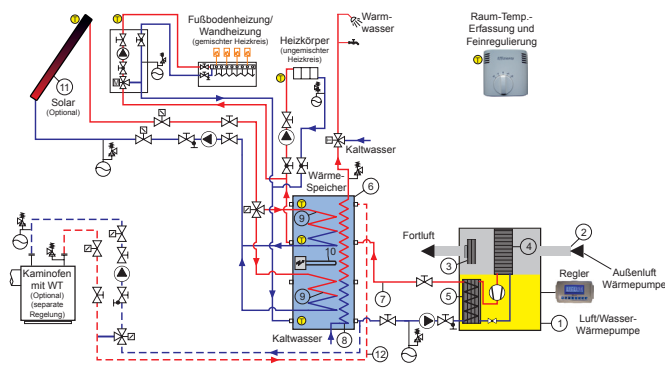 Fußbodenheizung/
Wandheizung
(gemischter Heizkreis)
Heizkörper
(ungemischter
Heizkreis)
Warm-
wasser
Raum-Temp.-
Erfassung und
Feinregulierung
T
T
T
T
11
Solar
(Optional)
Kaltwasser
Wärme-
Speicher
6
T
9
T
10
T
9
T
8
Kaltwasser
7
12
Kaminofen
mit WT
(Optional)
(separate
Regelung)
Fortluft
2
3
4
5
Außenluft
Wärmepumpe
Regler
1
Luft/Wasser-
Wärmepumpe